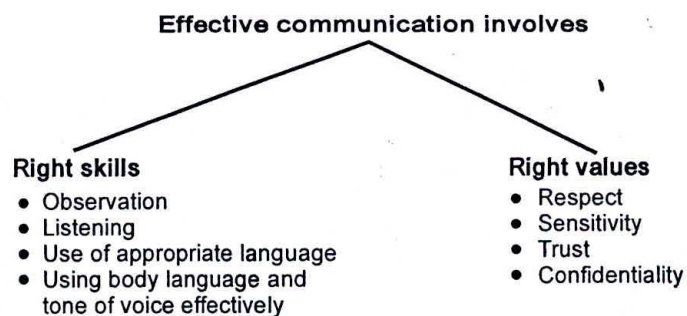 Effective communication involves
Right skills
• Observation
• Listening
• Use of appropriate language
• Using body language and
tone of voice effectively
Right values
• Respect
• Sensitivity
• Trust
• Confidentiality